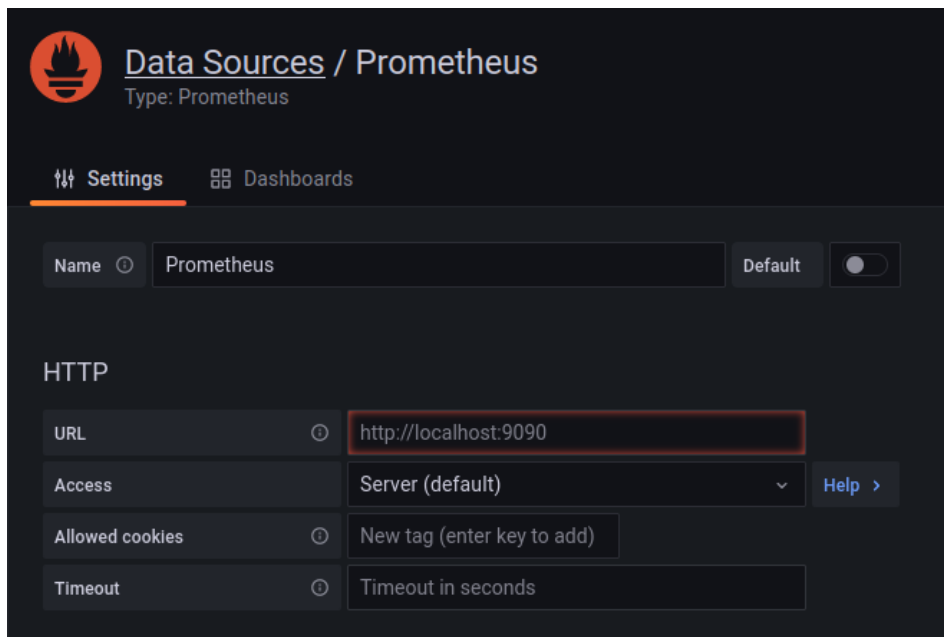 Data Sources / Prometheus
Type: Prometheus
Settings Dashboards
Name Prometheus Default
HTTP
URL http://localhost:9090
Access Server (default) Help >
Allowed cookies New tag (enter key to add)
Timeout Timeout in seconds